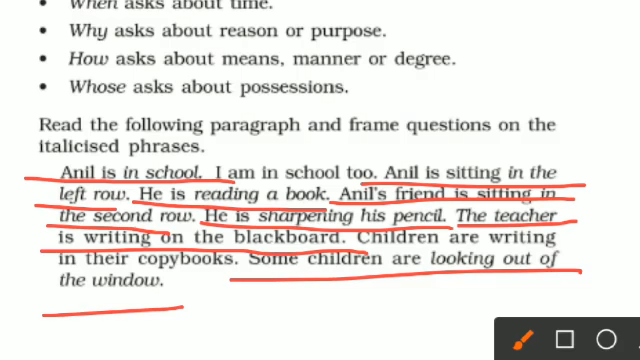 • When asks about time.
• Why asks about reason or purpose.
• How asks about means, manner or degree.
• Whose asks about possessions.
Read the following paragraph and frame questions on the
italicised phrases.
Anil is in school. I am in school too. Anil is sitting in the
left row. He is reading a book. Anil's friend is sitting in
the second row. He is sharpening his pencil. The teacher
is writing on the blackboard. Children are writing
in their copybooks. Some children are looking out of
the window.